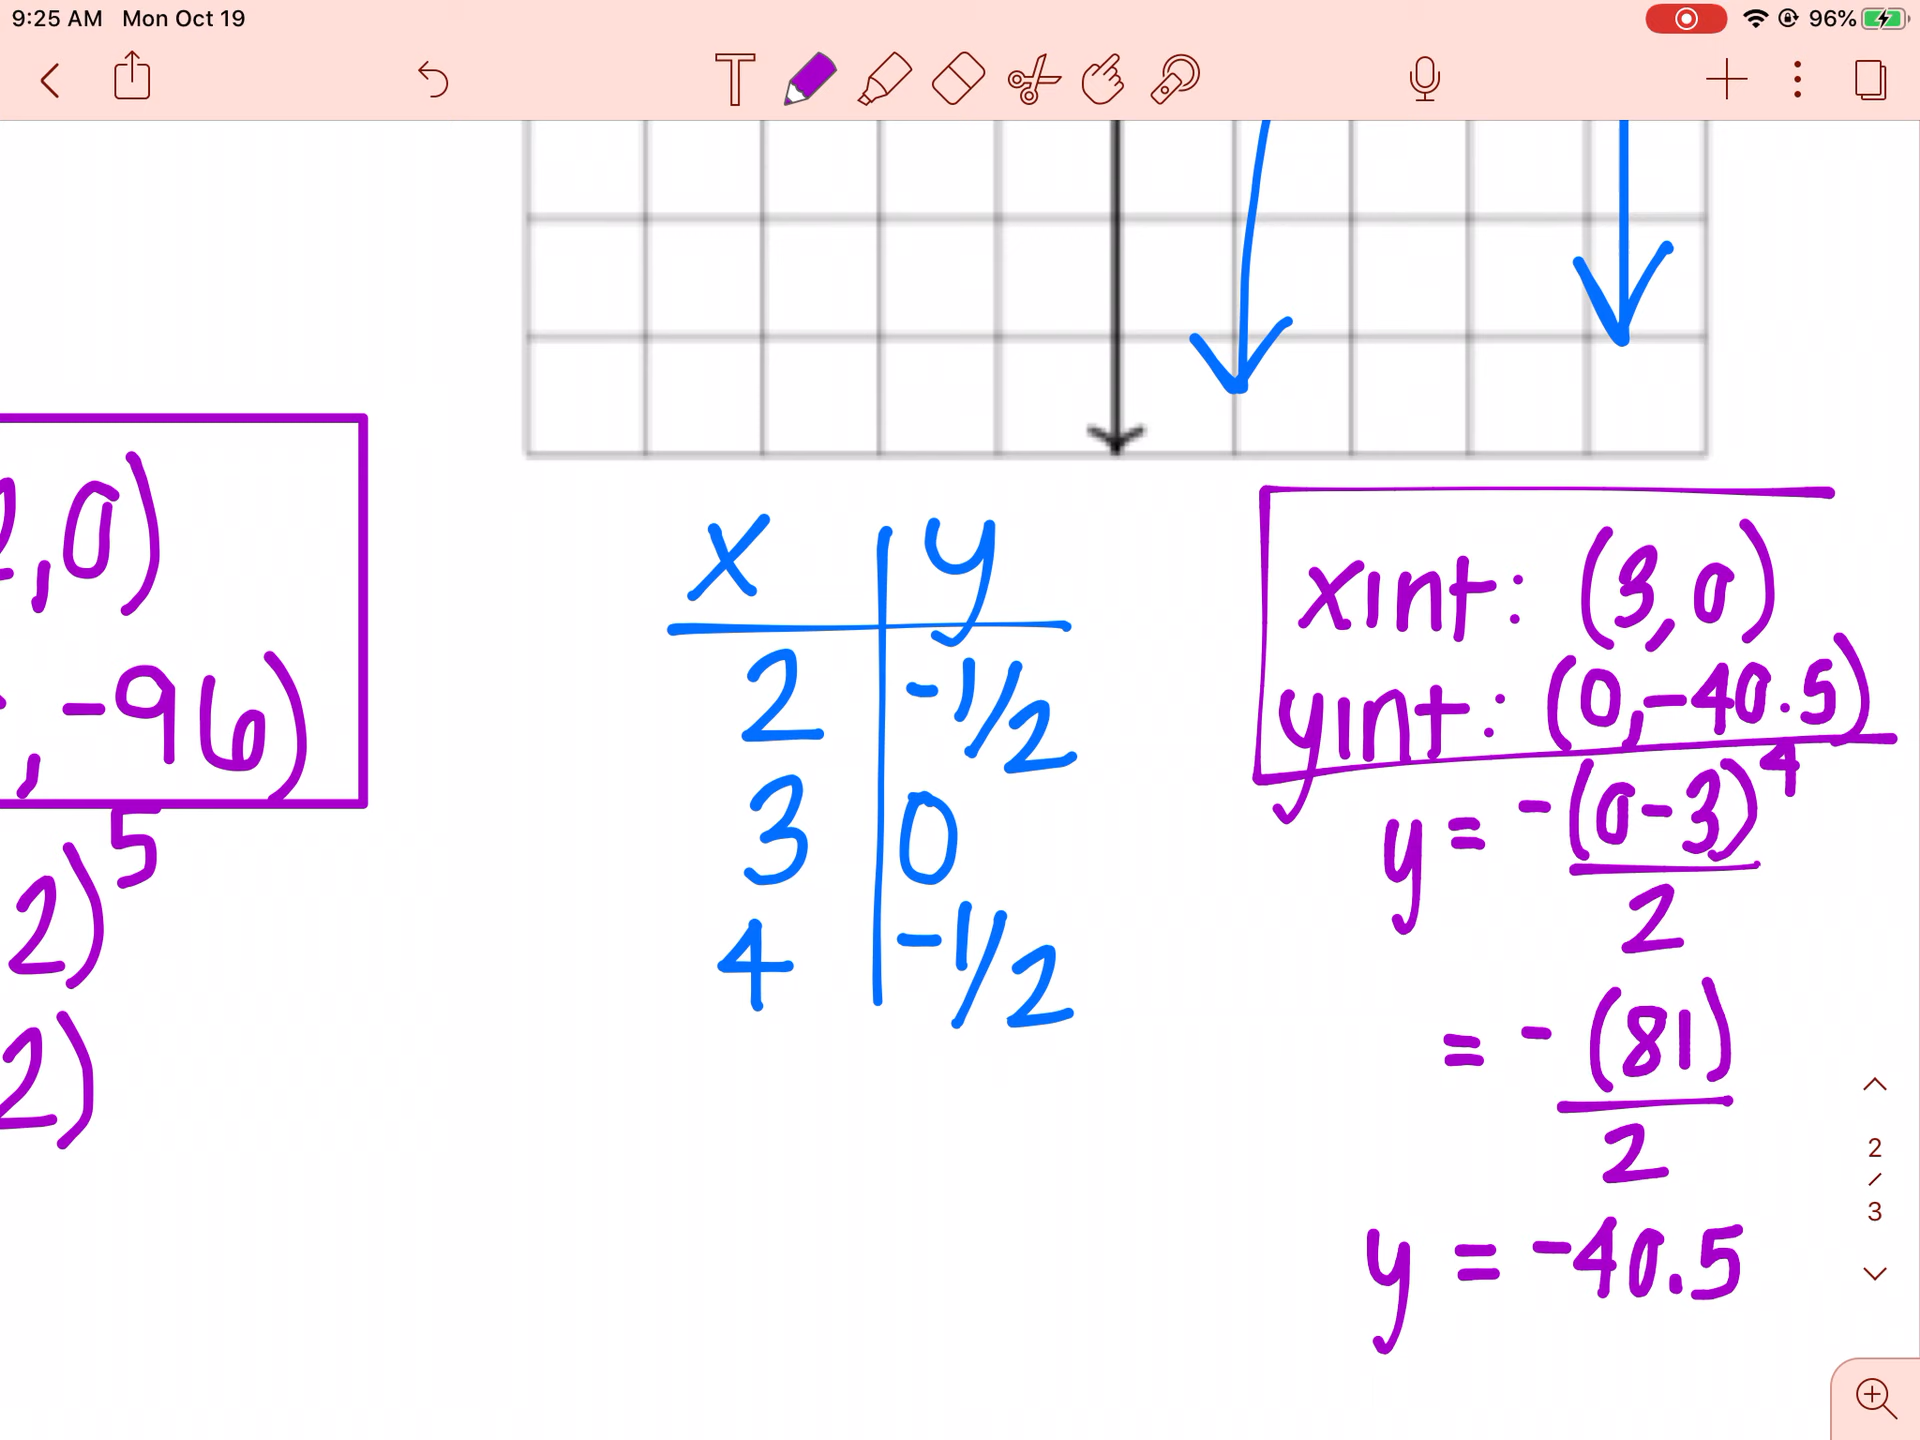 9:25 AM Mon Oct 19
96%
T
,0)
, -96)
2)^5
2)
x | y
2 | -1/2
3 | 0
4 | -1/2
xint: (3,0)
yint: (0,-40.5)
y = -(0-3)^4
2
= -(81)
2
y = -40.5
2
/
3